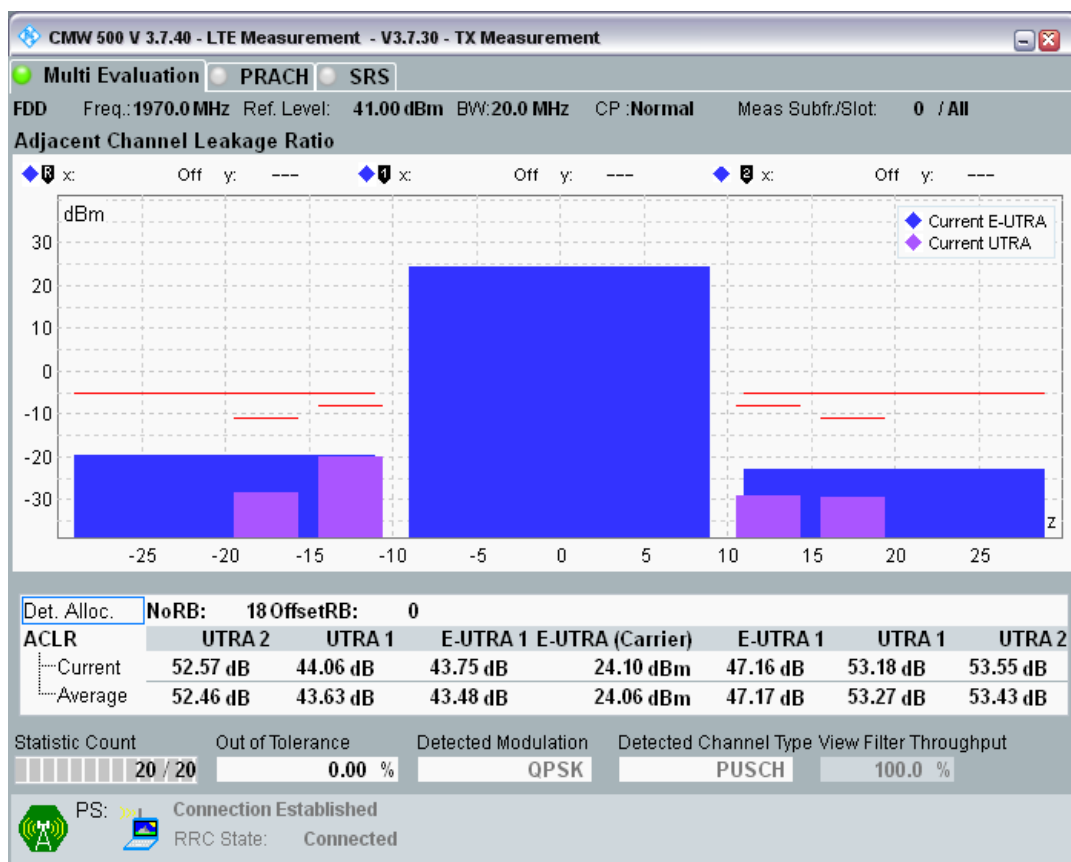 CMW 500 V 3.7.40 - LTE Measurement - V3.7.30 - TX Measurement
Multi Evaluation PRACH SRS
FDD Freq.: 1970.0 MHz Ref. Level: 41.00 dBm BW: 20.0 MHz CP : Normal Meas Subfr./Slot: 0 / All
Adjacent Channel Leakage Ratio
R x: Off y: --- 1 x: Off y: --- 2 x: Off y: ---
dBm
Current E-UTRA
Current UTRA
30
20
10
0
-10
-20
-30
z
-25 -20 -15 -10 -5 0 5 10 15 20 25
Det. Alloc. NoRB: 18 OffsetRB: 0
ACLR UTRA 2 UTRA 1 E-UTRA 1 E-UTRA (Carrier) E-UTRA 1 UTRA 1 UTRA 2
Current 52.57 dB 44.06 dB 43.75 dB 24.10 dBm 47.16 dB 53.18 dB 53.55 dB
Average 52.46 dB 43.63 dB 43.48 dB 24.06 dBm 47.17 dB 53.27 dB 53.43 dB
Statistic Count Out of Tolerance Detected Modulation Detected Channel Type View Filter Throughput
20 / 20 0.00 % QPSK PUSCH 100.0 %
PS: Connection Established
RRC State: Connected